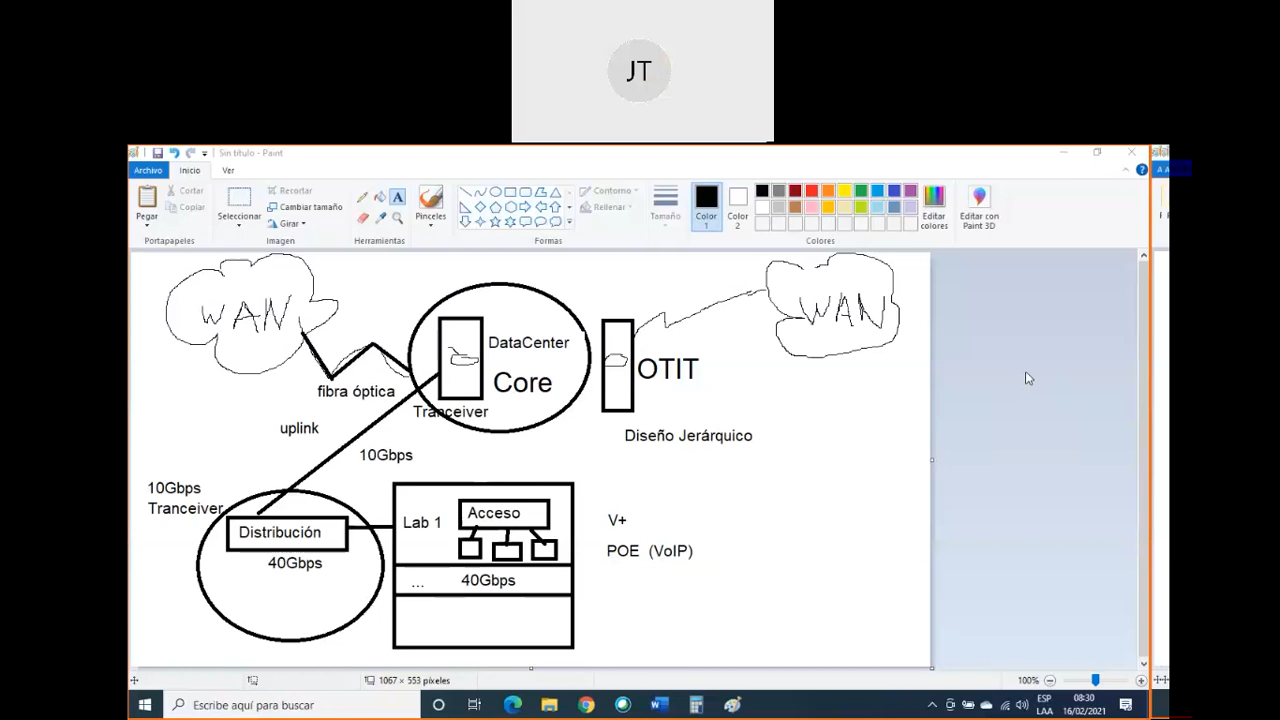 JT
Sin título - Paint
Archivo
Inicio
Ver
Pegar
Cortar
Copiar
Portapapeles
Seleccionar
Recortar
Cambiar tamaño
Girar
Imagen
Herramientas
Pinceles
Contorno
Rellenar
Formas
Tamaño
Color
1
Color
2
Editar
colores
Editar con
Paint 3D
Colores
WAN
WAN
DataCenter
Core
OTIT
fibra óptica
Tranceiver
uplink
Diseño Jerárquico
10Gbps
10Gbps
Tranceiver
Distribución
40Gbps
Lab 1
Acceso
...
40Gbps
V+
POE (VoIP)
1067 × 553 píxeles
100%
Escribe aquí para buscar
ESP
LAA
08:30
16/02/2021